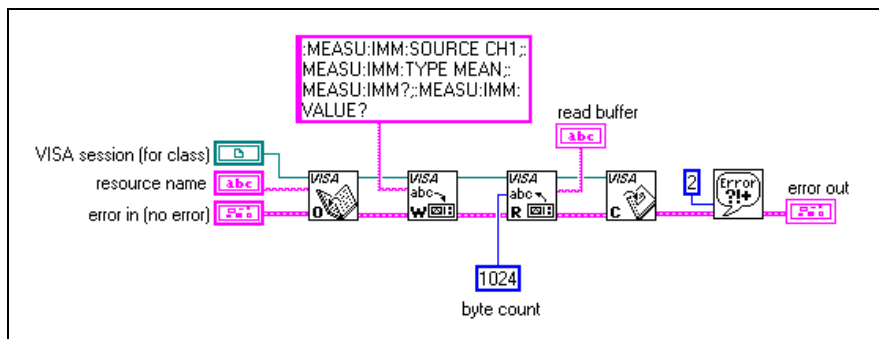 :MEASU:IMM:SOURCE CH1;:
MEASU:IMM:TYPE MEAN;:
MEASU:IMM?;:MEASU:IMM:
VALUE?
read buffer
abc
VISA session (for class)
resource name
abc
error in (no error)
VISA
O
VISA
abc
W
VISA
abc
R
VISA
C
2
Error
?!+
error out
1024
byte count